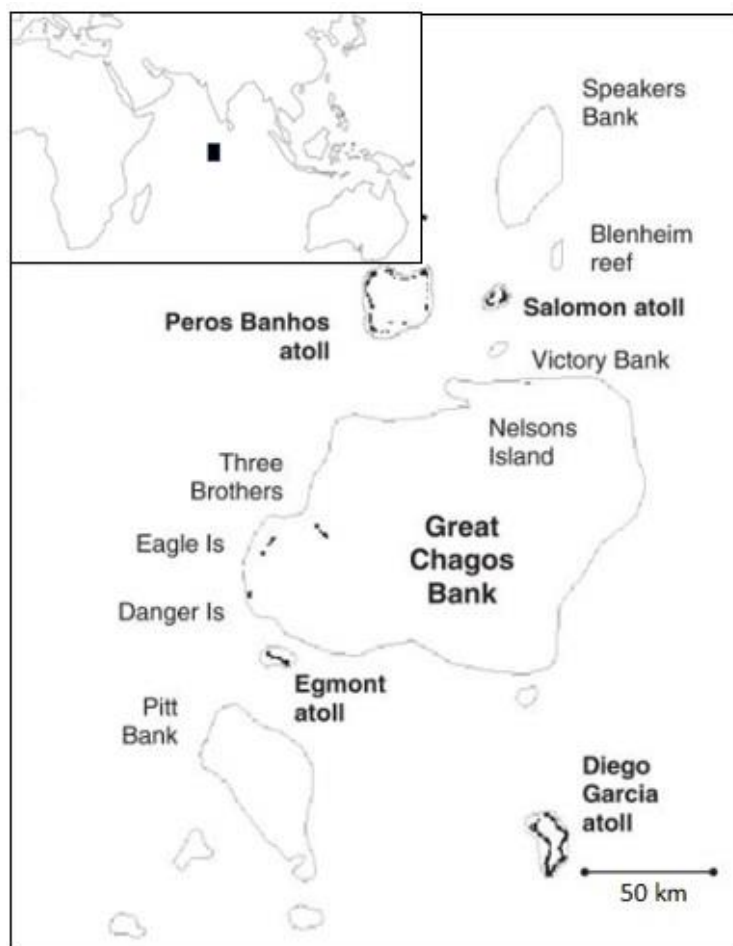 Speakers
Bank
Blenheim
reef
Peros Banhos
atoll
Salomon atoll
Victory Bank
Nelsons
Island
Three
Brothers
Great
Chagos
Bank
Eagle Is
Danger Is
Egmont
atoll
Pitt
Bank
Diego
Garcia
atoll
50 km